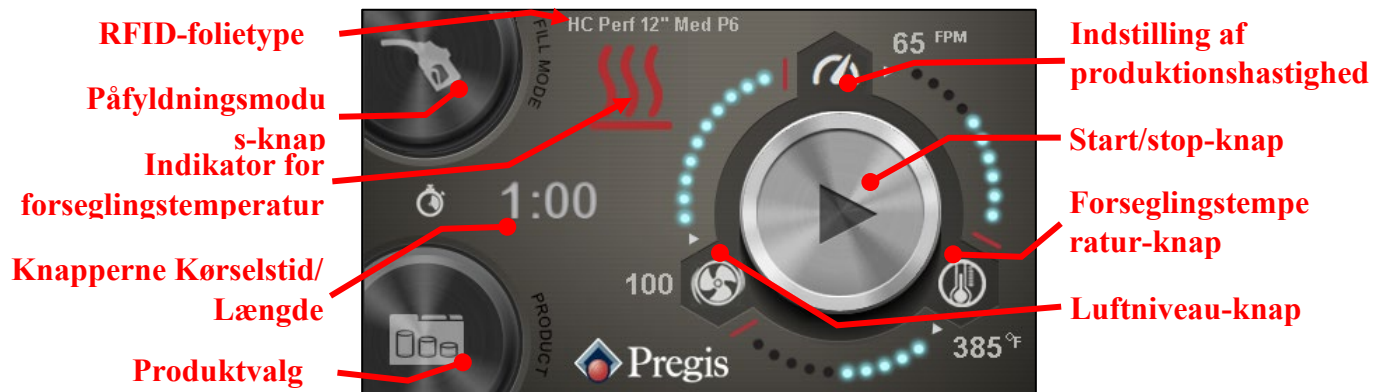 RFID-folietype
Påfyldningsmodu
s-knap
Indikator for
forseglingstemperatur
Knapperne Kørselstid/
Længde
Produktvalg
HC Perf 12" Med P6
FILL MODE
65 FPM
1:00
100
PRODUCT
385°F
Pregis
Indstilling af
produktionshastighed
Start/stop-knap
Forseglingstempe
ratur-knap
Luftniveau-knap